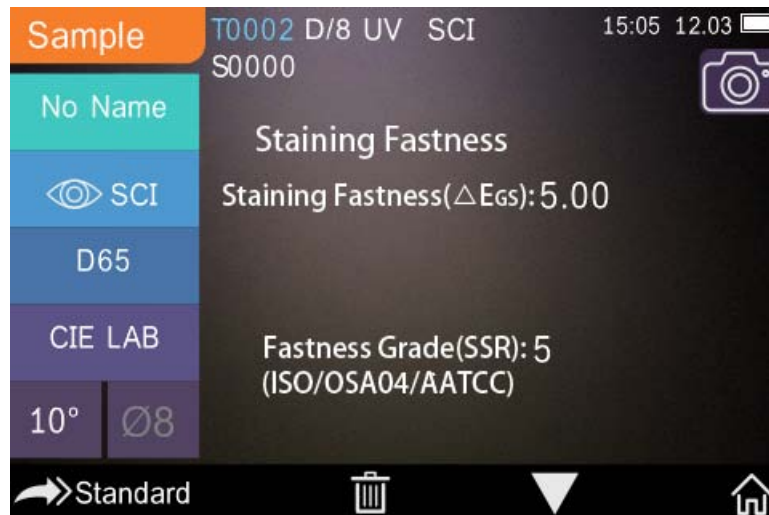 Sample
T0002 D/8 UV SCI
15:05 12.03
S0000
No Name
Staining Fastness
SCI
Staining Fastness(△EGS):5.00
D65
CIE LAB
Fastness Grade(SSR): 5
(ISO/OSA04/AATCC)
10°
Ø8
Standard